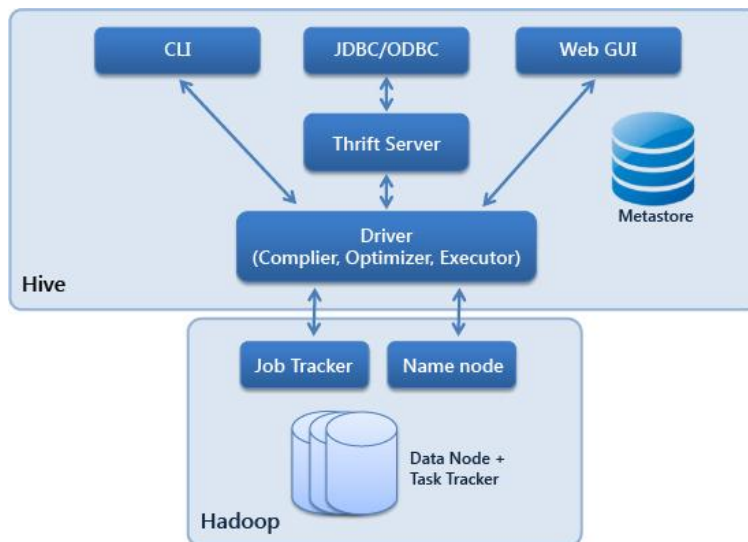 CLI
JDBC/ODBC
Web GUI
Thrift Server
Metastore
Driver
(Complier, Optimizer, Executor)
Hive
Job Tracker
Name node
Data Node +
Task Tracker
Hadoop